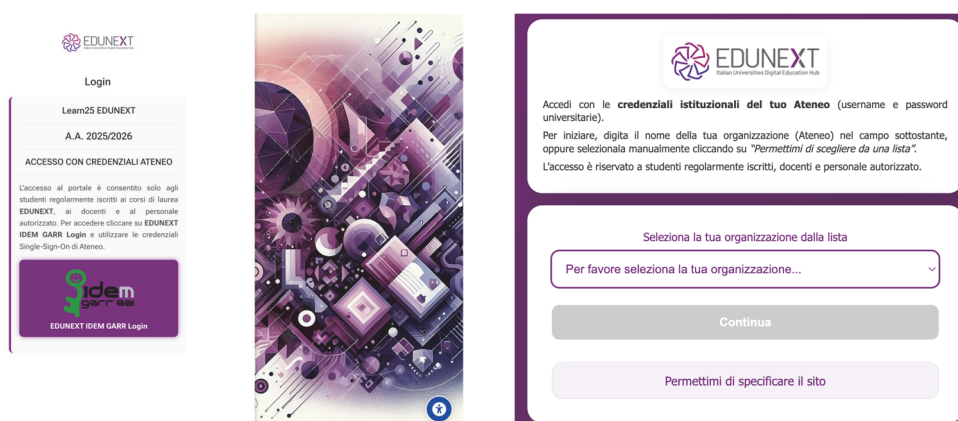 EDUNEXT
Login
Learn25 EDUNEXT
A.A. 2025/2026
ACCESSO CON CREDENZIALI ATENEO
L'accesso al portale è consentito solo agli
studenti regolarmente iscritti ai corsi di laurea
EDUNEXT, ai docenti e al personale
autorizzato. Per accedere cliccare su EDUNEXT
IDEM GARR Login e utilizzare le credenziali
Single-Sign-On di Ateneo.
idem
garr aai
EDUNEXT IDEM GARR Login
EDUNEXT
Italian Universities Digital Education Hub
Accedi con le credenziali istituzionali del tuo Ateneo (username e password
universitarie).
Per iniziare, digita il nome della tua organizzazione (Ateneo) nel campo sottostante,
oppure selezionala manualmente cliccando su "Permettimi di scegliere da una lista".
L'accesso è riservato a studenti regolarmente iscritti, docenti e personale autorizzato.
Seleziona la tua organizzazione dalla lista
Per favore seleziona la tua organizzazione...
Continua
Permettimi di specificare il sito